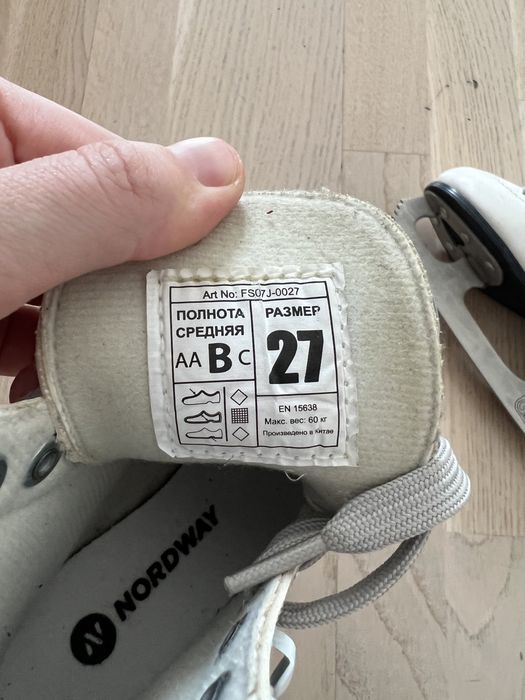 Art No: FS07J-0027
ПОЛНОТА
СРЕДНЯЯ
AA B C
РАЗМЕР
27
EN 15638
Макс. вес: 60 кг
Произведено в Китае
N NORDWAY